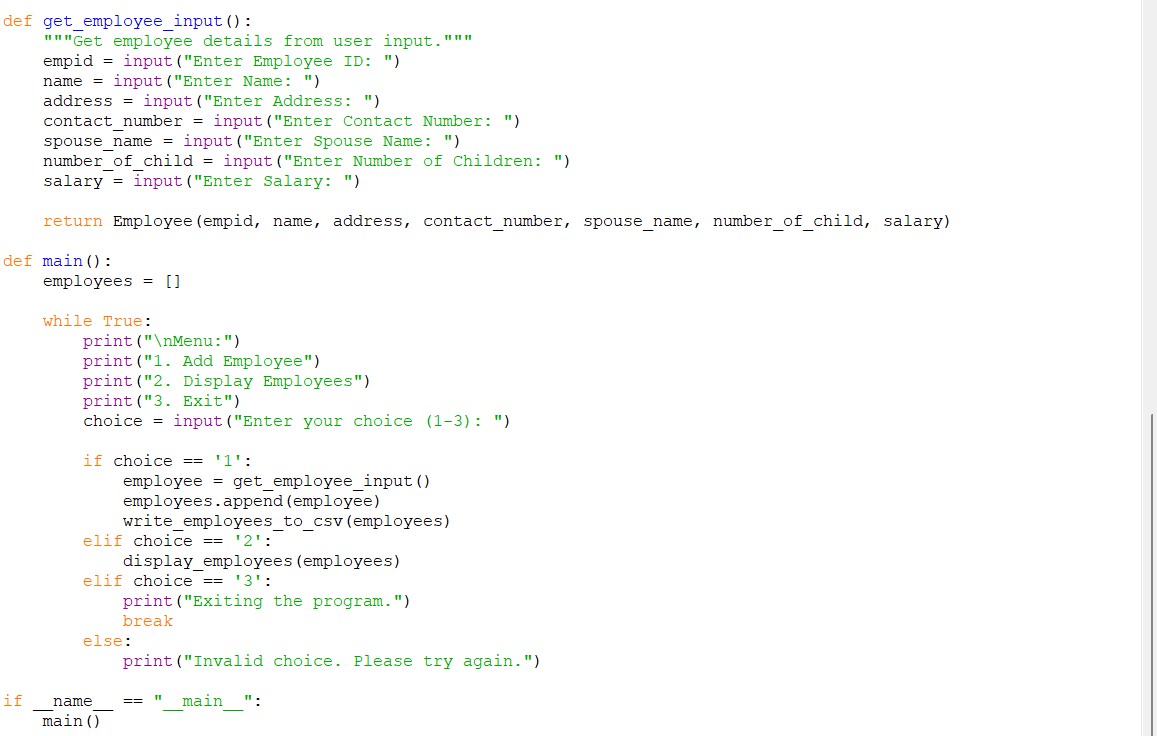 def get_employee_input():
    """Get employee details from user input."""
    empid = input("Enter Employee ID: ")
    name = input("Enter Name: ")
    address = input("Enter Address: ")
    contact_number = input("Enter Contact Number: ")
    spouse_name = input("Enter Spouse Name: ")
    number_of_child = input("Enter Number of Children: ")
    salary = input("Enter Salary: ")

    return Employee(empid, name, address, contact_number, spouse_name, number_of_child, salary)

def main():
    employees = []

    while True:
        print("\nMenu:")
        print("1. Add Employee")
        print("2. Display Employees")
        print("3. Exit")
        choice = input("Enter your choice (1-3): ")

        if choice == '1':
            employee = get_employee_input()
            employees.append(employee)
            write_employees_to_csv(employees)
        elif choice == '2':
            display_employees(employees)
        elif choice == '3':
            print("Exiting the program.")
            break
        else:
            print("Invalid choice. Please try again.")

if __name__ == "__main__":
    main()